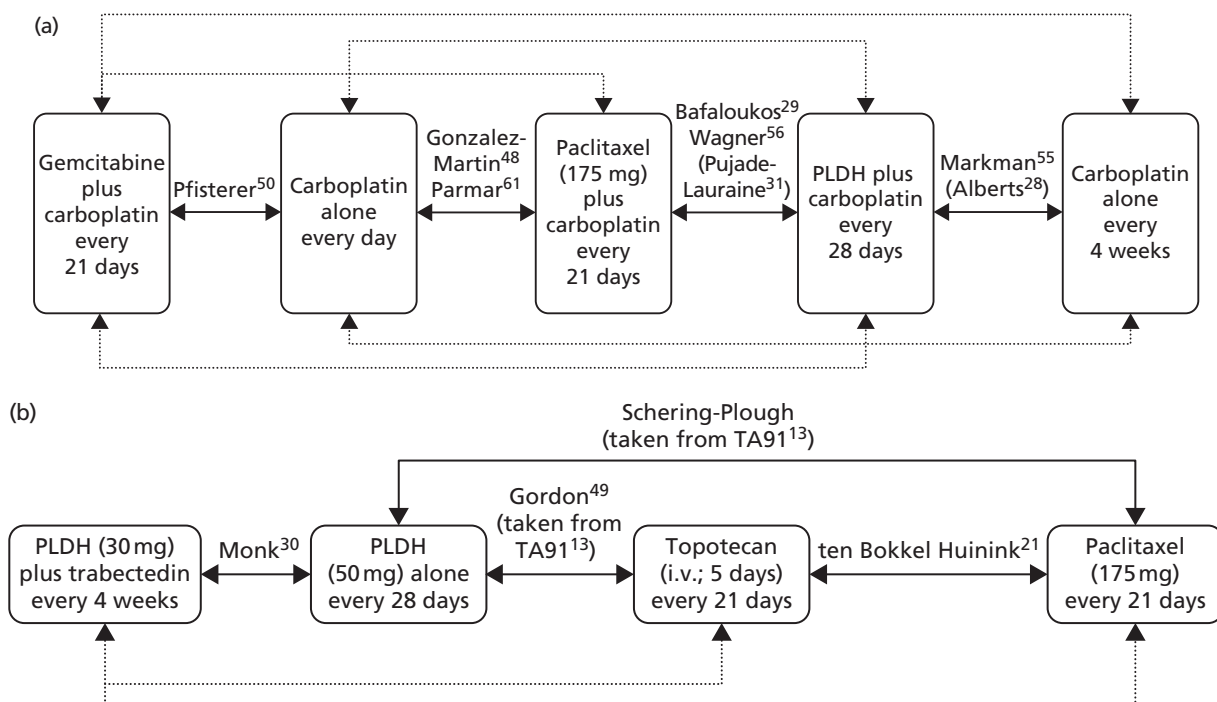 (a)
Gemcitabine
plus
carboplatin
every
21 days
Pfisterer50
Carboplatin
alone
every day
Gonzalez-
Martin48
Parmar61
Paclitaxel
(175 mg)
plus
carboplatin
every
21 days
Bafaloukos29
Wagner56
(Pujade-
Lauraine31)
PLDH plus
carboplatin
every
28 days
Markman55
(Alberts28)
Carboplatin
alone
every
4 weeks
(b)
Schering-Plough
(taken from TA9113)
PLDH (30 mg)
plus trabectedin
every 4 weeks
Monk30
PLDH
(50 mg) alone
every 28 days
Gordon49
(taken from
TA9113)
Topotecan
(i.v.; 5 days)
every 21 days
ten Bokkel Huinink21
Paclitaxel
(175 mg)
every 21 days